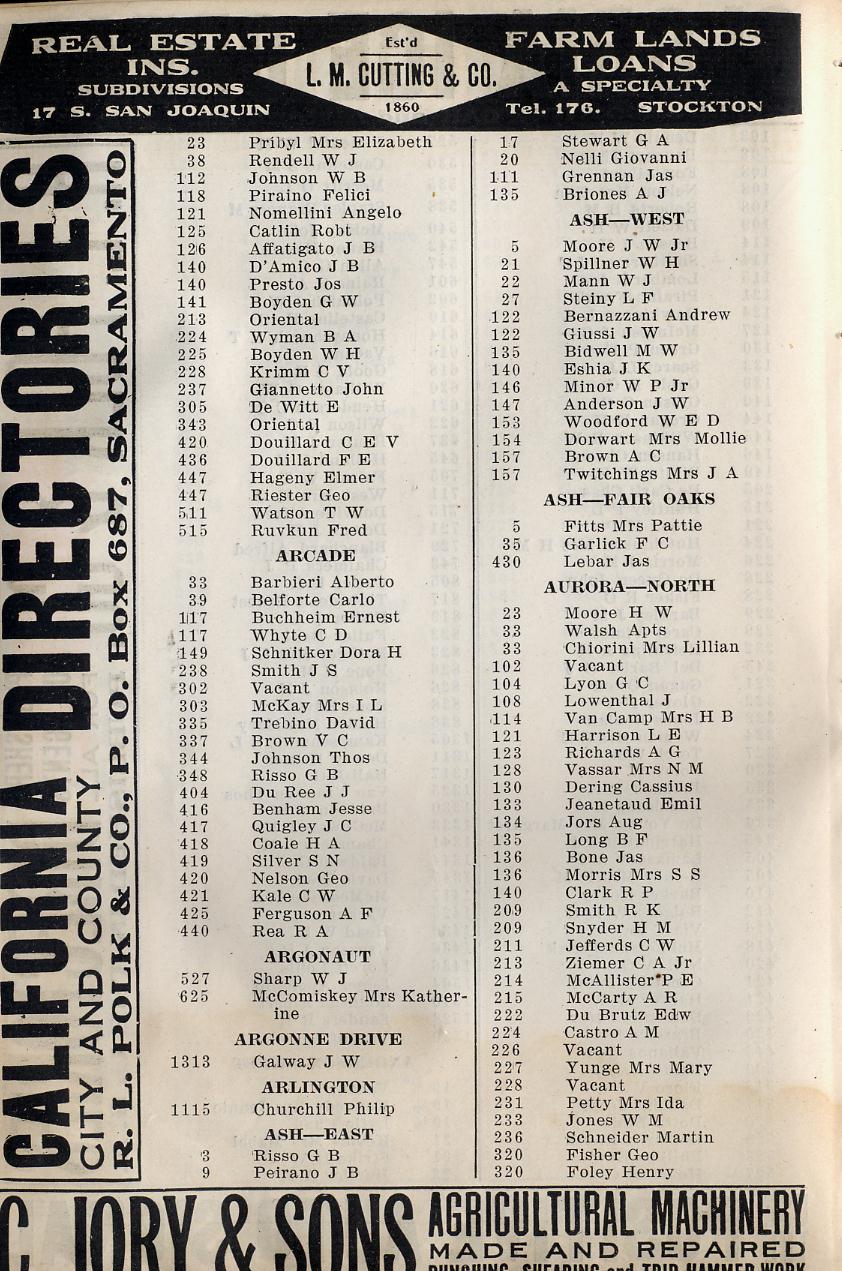 REAL ESTATE
INS.
SUBDIVISIONS
17 S. SAN JOAQUIN
Est'd
L. M. CUTTING & CO.
1860
FARM LANDS
LOANS
A SPECIALTY
Tel. 176. STOCKTON
CALIFORNIA DIRECTORIES
CITY AND COUNTY
R. L. POLK & CO., P. O. Box 687, SACRAMENTO
23 Pribyl Mrs Elizabeth
38 Rendell W J
112 Johnson W B
118 Piraino Felici
121 Nomellini Angelo
125 Catlin Robt
126 Affatigato J B
140 D'Amico J B
140 Presto Jos
141 Boyden G W
213 Oriental
224 Wyman B A
225 Boyden W H
228 Krimm C V
237 Giannetto John
305 De Witt E
343 Oriental
420 Douillard C E V
436 Douillard F E
447 Hageny Elmer
447 Riester Geo
511 Watson T W
515 Ruvkun Fred
ARCADE
33 Barbieri Alberto
39 Belforte Carlo
117 Buchheim Ernest
117 Whyte C D
149 Schnitker Dora H
238 Smith J S
302 Vacant
303 McKay Mrs I L
335 Trebino David
337 Brown V C
344 Johnson Thos
348 Risso G B
404 Du Ree J J
416 Benham Jesse
417 Quigley J C
418 Coale H A
419 Silver S N
420 Nelson Geo
421 Kale C W
425 Ferguson A F
440 Rea R A
ARGONAUT
527 Sharp W J
625 McComiskey Mrs Kather-
ine
ARGONNE DRIVE
1313 Galway J W
ARLINGTON
1115 Churchill Philip
ASH—EAST
3 Risso G B
9 Peirano J B
17 Stewart G A
20 Nelli Giovanni
111 Grennan Jas
135 Briones A J
ASH—WEST
5 Moore J W Jr
21 Spillner W H
22 Mann W J
27 Steiny L F
122 Bernazzani Andrew
122 Giussi J W
135 Bidwell M W
140 Eshia J K
146 Minor W P Jr
147 Anderson J W
153 Woodford W E D
154 Dorwart Mrs Mollie
157 Brown A C
157 Twitchings Mrs J A
ASH—FAIR OAKS
5 Fitts Mrs Pattie
35 Garlick F C
430 Lebar Jas
AURORA—NORTH
23 Moore H W
33 Walsh Apts
33 Chiorini Mrs Lillian
102 Vacant
104 Lyon G C
108 Lowenthal J
114 Van Camp Mrs H B
121 Harrison L E
123 Richards A G
128 Vassar Mrs N M
130 Dering Cassius
133 Jeanetaud Emil
134 Jors Aug
135 Long B F
136 Bone Jas
136 Morris Mrs S S
140 Clark R P
209 Smith R K
209 Snyder H M
211 Jefferds C W
213 Ziemer C A Jr
214 McAllister P E
215 McCarty A R
222 Du Brutz Edw
224 Castro A M
226 Vacant
227 Yunge Mrs Mary
228 Vacant
231 Petty Mrs Ida
233 Jones W M
236 Schneider Martin
320 Fisher Geo
320 Foley Henry
C JORY & SONS
AGRICULTURAL MACHINERY
MADE AND REPAIRED
PUNCHING, SHEARING and TRIP HAMMER WORK